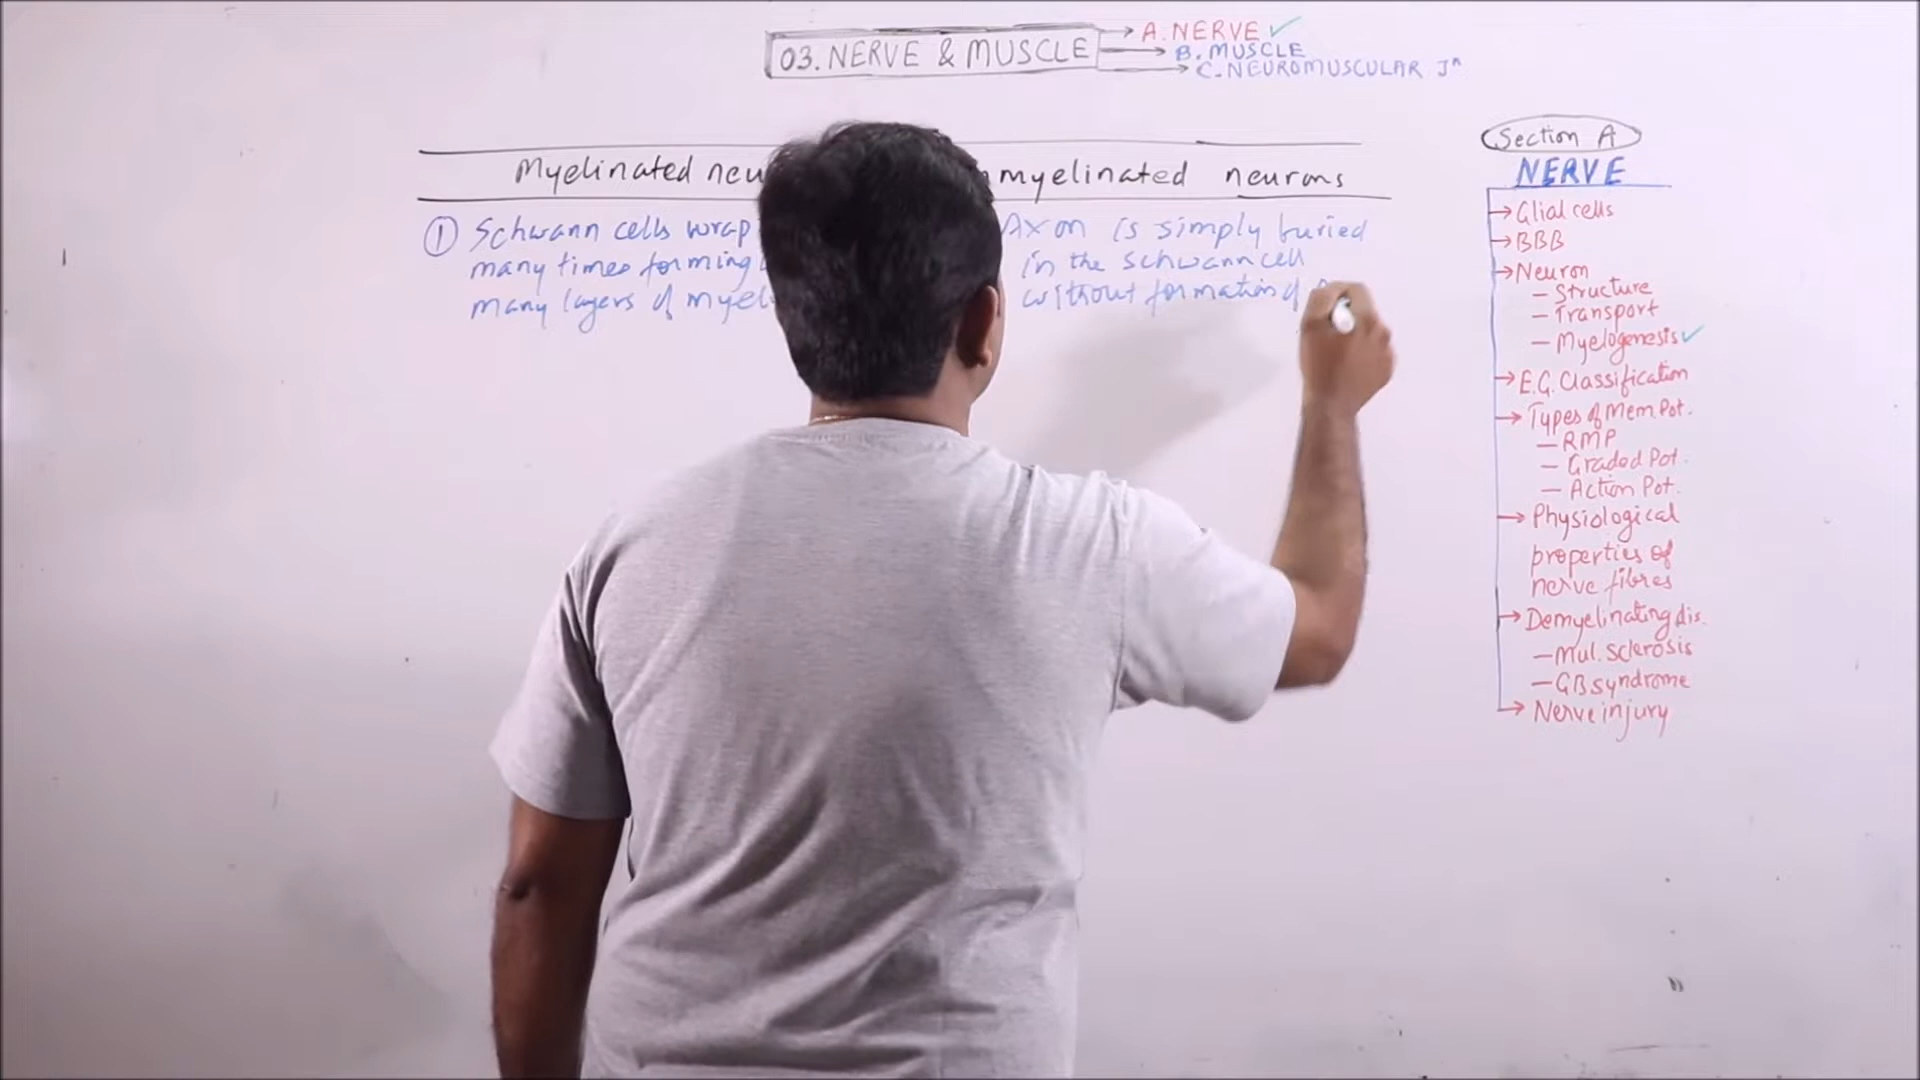 03. NERVE & MUSCLE
A. NERVE ✓
B. MUSCLE
C. NEUROMUSCULAR Jⁿ
Myelinated neu
myelinated neurons
① Schwann cells wrap
many times forming
many layers of myel
Axon is simply buried
in the schwann cell
without formation of
Section A
NERVE
→ Glial cells
→ BBB
→ Neuron
— Structure
— Transport
— Myelogenesis ✓
→ E.G. Classification
→ Types of Mem Pot.
— RMP
— Graded Pot.
— Action Pot.
→ Physiological
properties of
nerve fibres
→ Demyelinating dis.
— Mul. sclerosis
— GB syndrome
→ Nerve injury